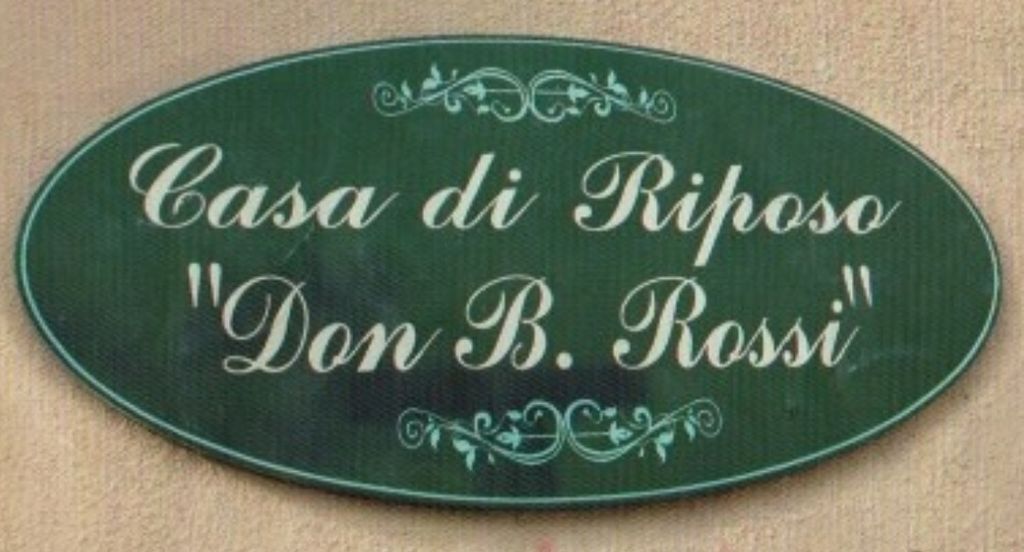 Casa di Riposo
"Don B. Rossi"